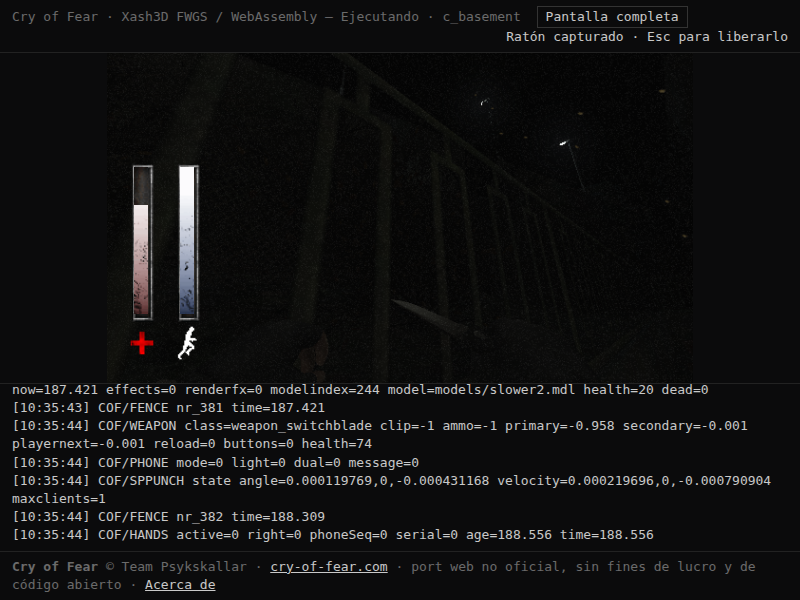 Cry of Fear · Xash3D FWGS / WebAssembly — Ejecutando · c_basement Pantalla completa
Ratón capturado · Esc para liberarlo
now=187.421 effects=0 renderfx=0 modelindex=244 model=models/slower2.mdl health=20 dead=0
[10:35:43] COF/FENCE nr_381 time=187.421
[10:35:44] COF/WEAPON class=weapon_switchblade clip=-1 ammo=-1 primary=-0.958 secondary=-0.001
playernext=-0.001 reload=0 buttons=0 health=74
[10:35:44] COF/PHONE mode=0 light=0 dual=0 message=0
[10:35:44] COF/SPPUNCH state angle=0.000119769,0,-0.000431168 velocity=0.000219696,0,-0.000790904
maxclients=1
[10:35:44] COF/FENCE nr_382 time=188.309
[10:35:44] COF/HANDS active=0 right=0 phoneSeq=0 serial=0 age=188.556 time=188.556
Cry of Fear © Team Psykskallar · cry-of-fear.com · port web no oficial, sin fines de lucro y de
código abierto · Acerca de